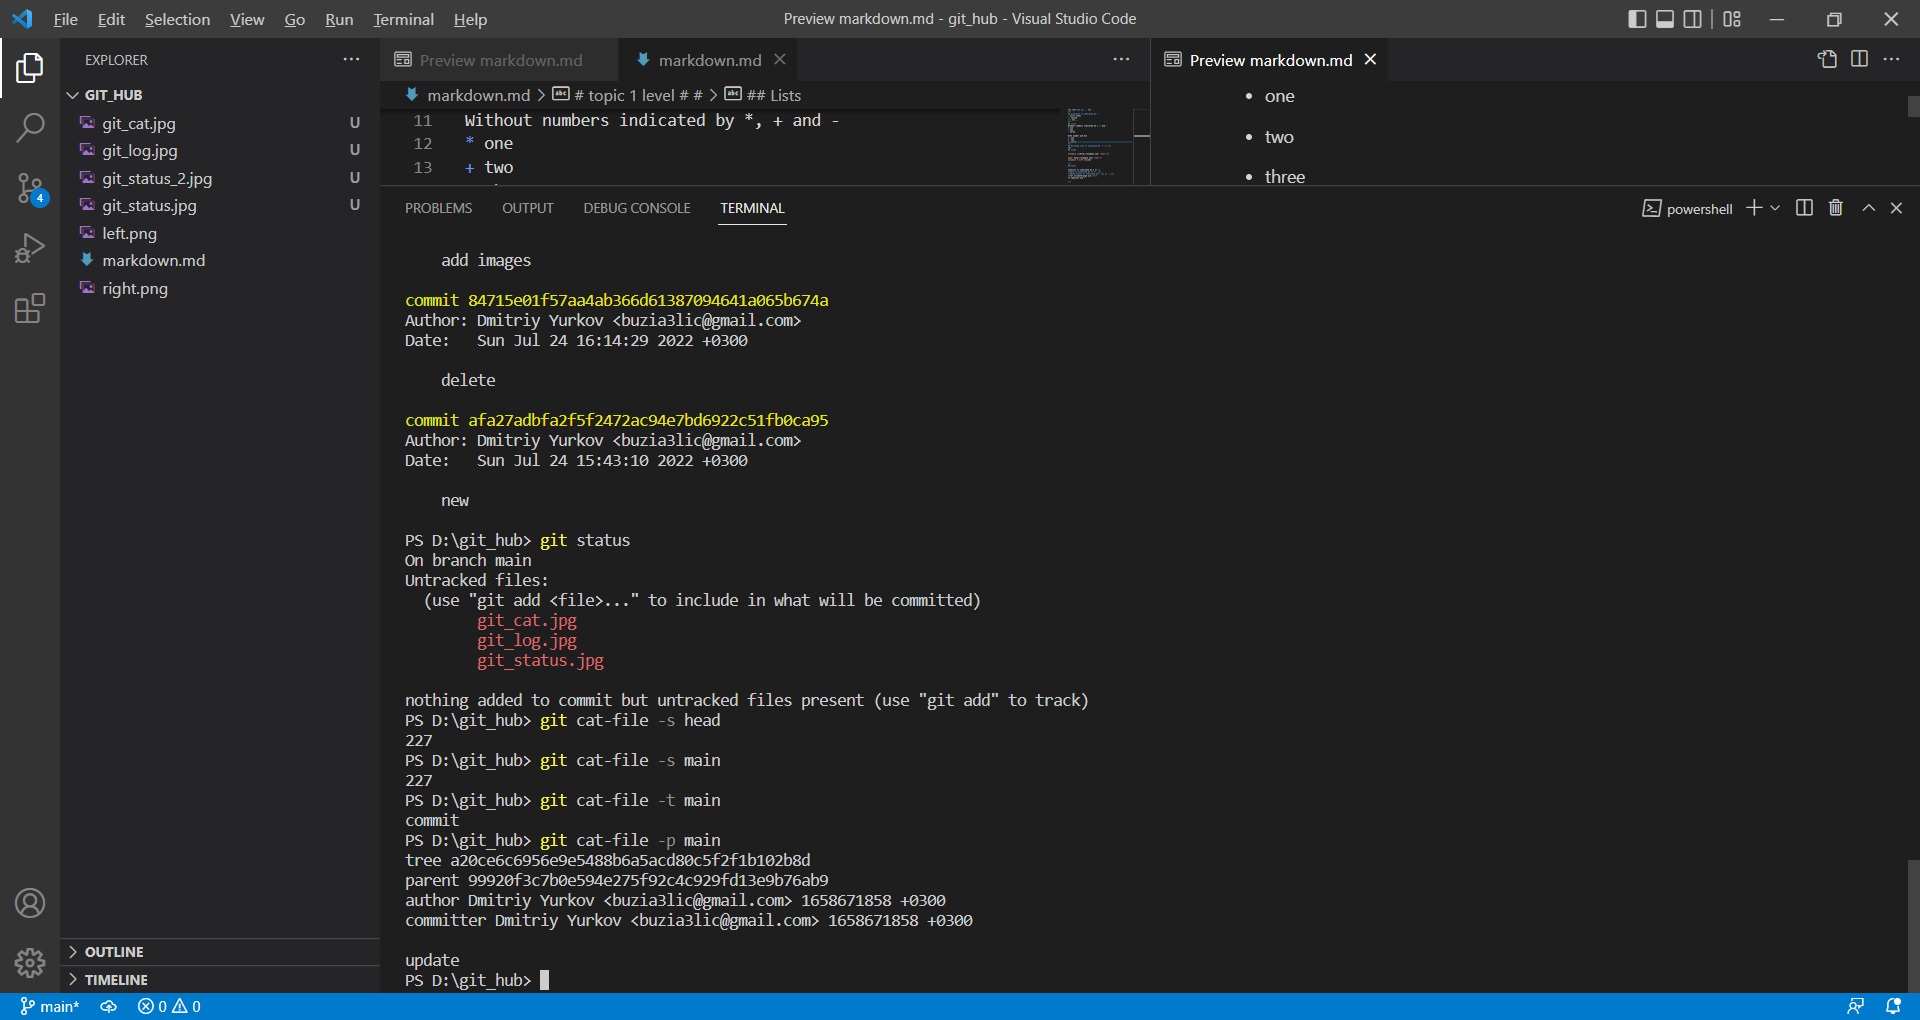 File Edit Selection View Go Run Terminal Help
Preview markdown.md - git_hub - Visual Studio Code
EXPLORER
GIT_HUB
git_cat.jpg U
git_log.jpg U
git_status_2.jpg U
git_status.jpg U
left.png
markdown.md
right.png
4
OUTLINE
TIMELINE
Preview markdown.md
markdown.md
markdown.md > # topic 1 level # # > ## Lists
11 Without numbers indicated by *, + and -
12 * one
13 + two
Preview markdown.md
• one
• two
• three
PROBLEMS OUTPUT DEBUG CONSOLE TERMINAL
powershell
add images
commit 84715e01f57aa4ab366d61387094641a065b674a
Author: Dmitriy Yurkov <buzia3lic@gmail.com>
Date:   Sun Jul 24 16:14:29 2022 +0300
delete
commit afa27adbfa2f5f2472ac94e7bd6922c51fb0ca95
Author: Dmitriy Yurkov <buzia3lic@gmail.com>
Date:   Sun Jul 24 15:43:10 2022 +0300
new
PS D:\git_hub> git status
On branch main
Untracked files:
(use "git add <file>..." to include in what will be committed)
git_cat.jpg
git_log.jpg
git_status.jpg
nothing added to commit but untracked files present (use "git add" to track)
PS D:\git_hub> git cat-file -s head
227
PS D:\git_hub> git cat-file -s main
227
PS D:\git_hub> git cat-file -t main
commit
PS D:\git_hub> git cat-file -p main
tree a20ce6c6956e9e5488b6a5acd80c5f2f1b102b8d
parent 99920f3c7b0e594e275f92c4c929fd13e9b76ab9
author Dmitriy Yurkov <buzia3lic@gmail.com> 1658671858 +0300
committer Dmitriy Yurkov <buzia3lic@gmail.com> 1658671858 +0300
update
PS D:\git_hub>
main* 0 0